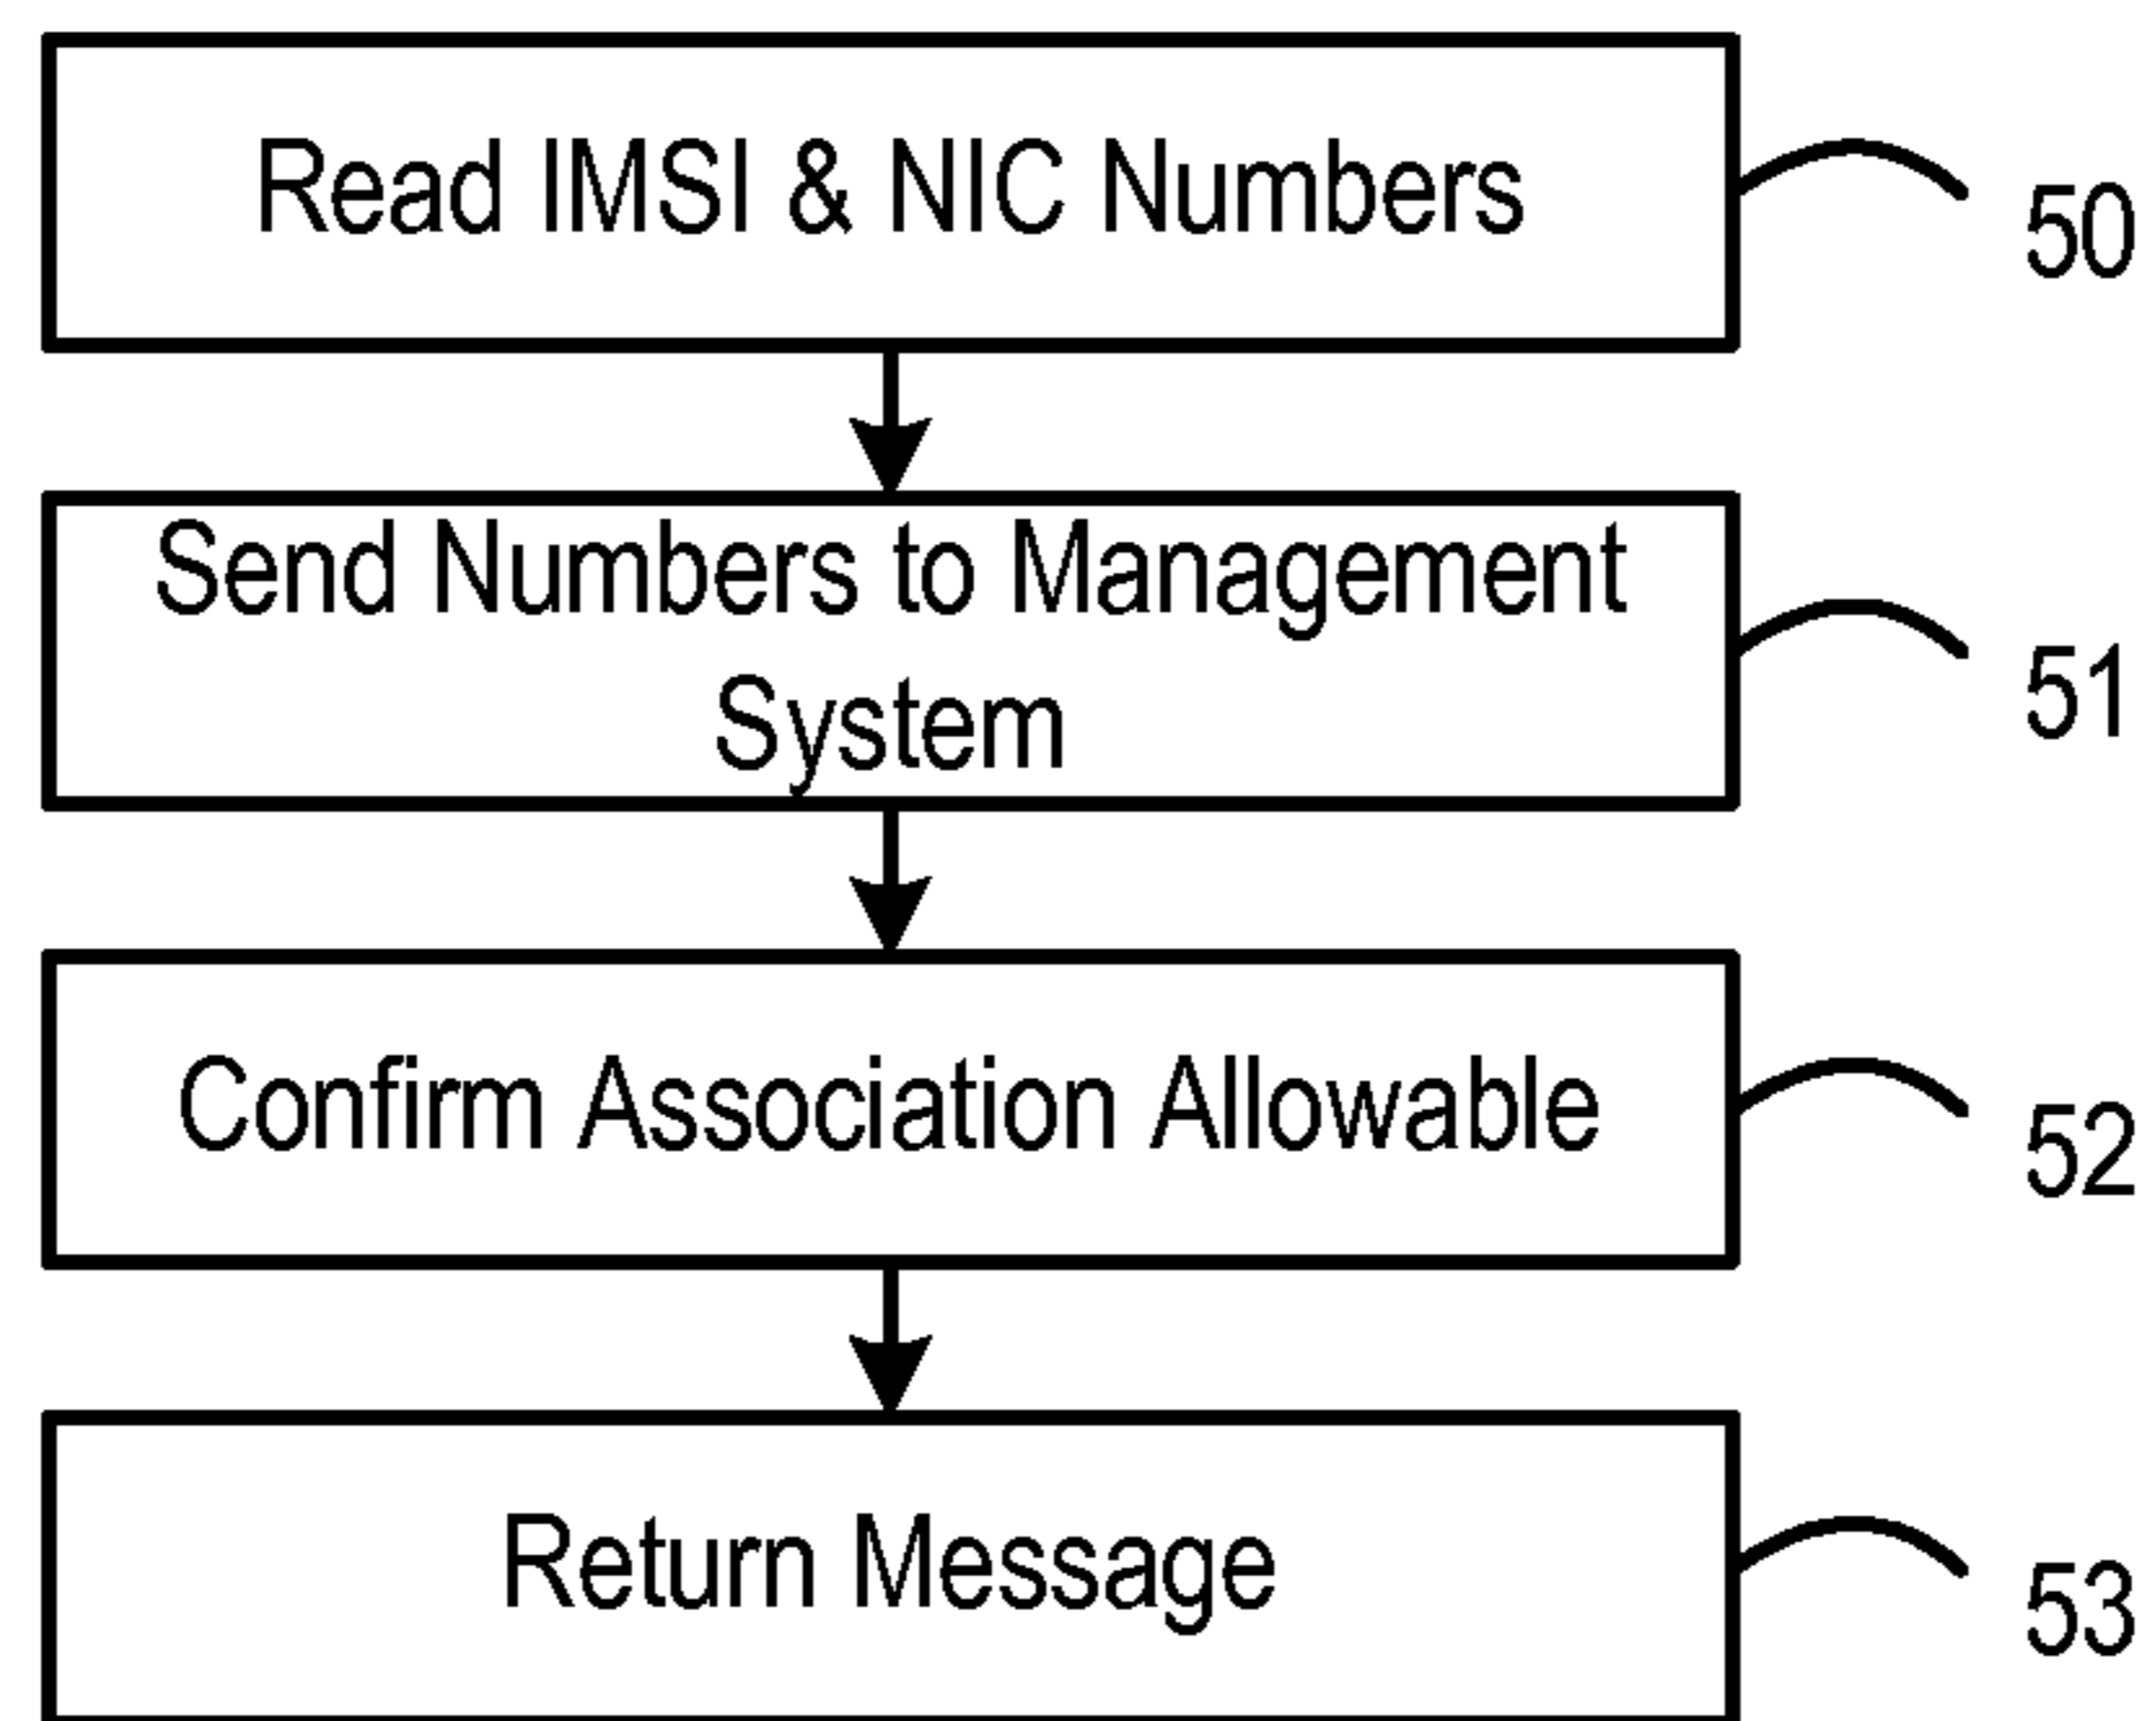 Read IMSI & NIC Numbers
50
Send Numbers to Management
System
51
Confirm Association Allowable
52
Return Message
53